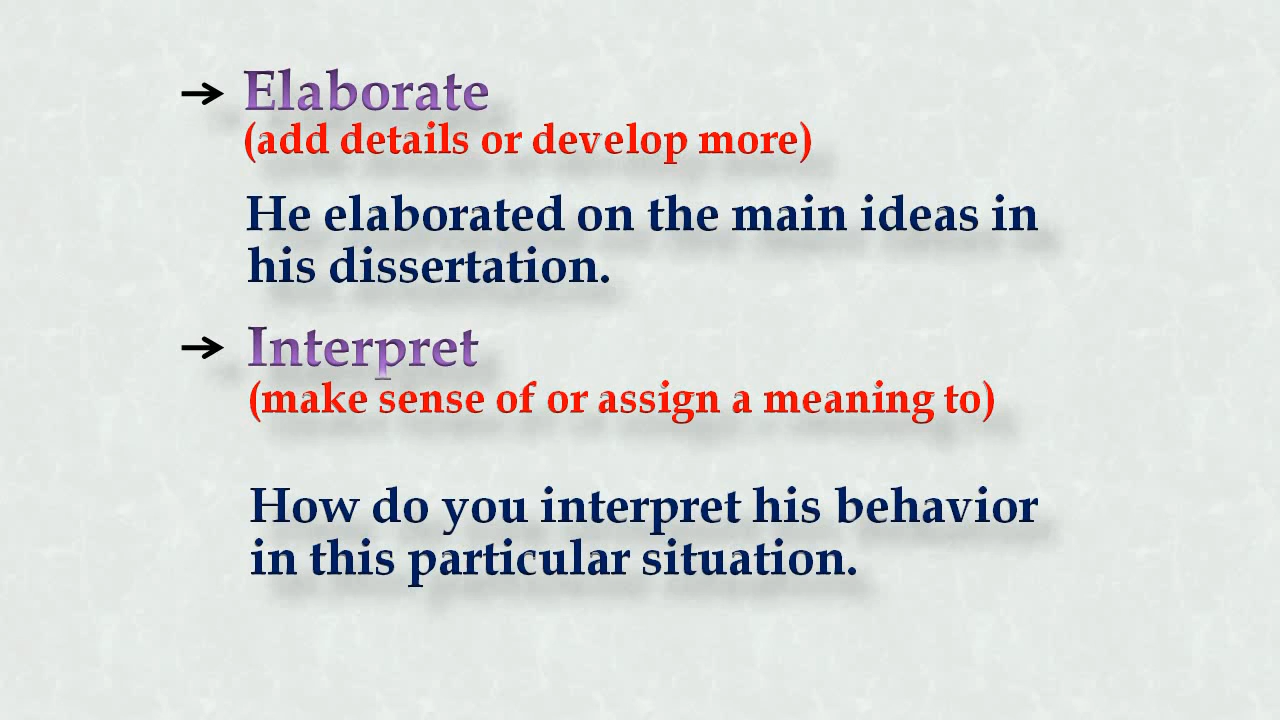 → Elaborate
(add details or develop more)
He elaborated on the main ideas in
his dissertation.
→ Interpret
(make sense of or assign a meaning to)
How do you interpret his behavior
in this particular situation.